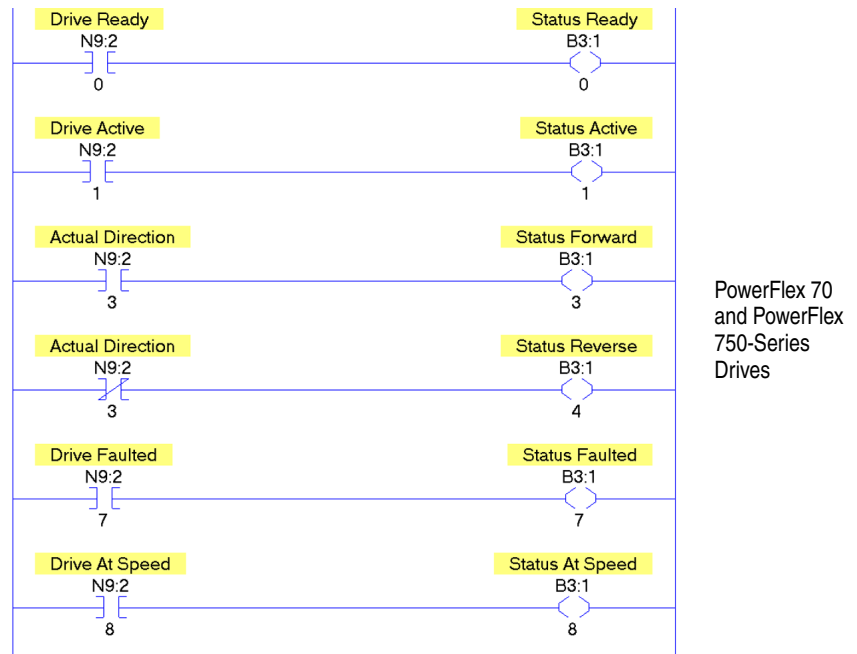 Drive Ready Status Ready
N9:2 B3:1
0 0
Drive Active Status Active
N9:2 B3:1
1 1
Actual Direction Status Forward
N9:2 B3:1
3 3
Actual Direction Status Reverse
N9:2 B3:1
3 4
Drive Faulted Status Faulted
N9:2 B3:1
7 7
Drive At Speed Status At Speed
N9:2 B3:1
8 8
PowerFlex 70
and PowerFlex
750-Series
Drives